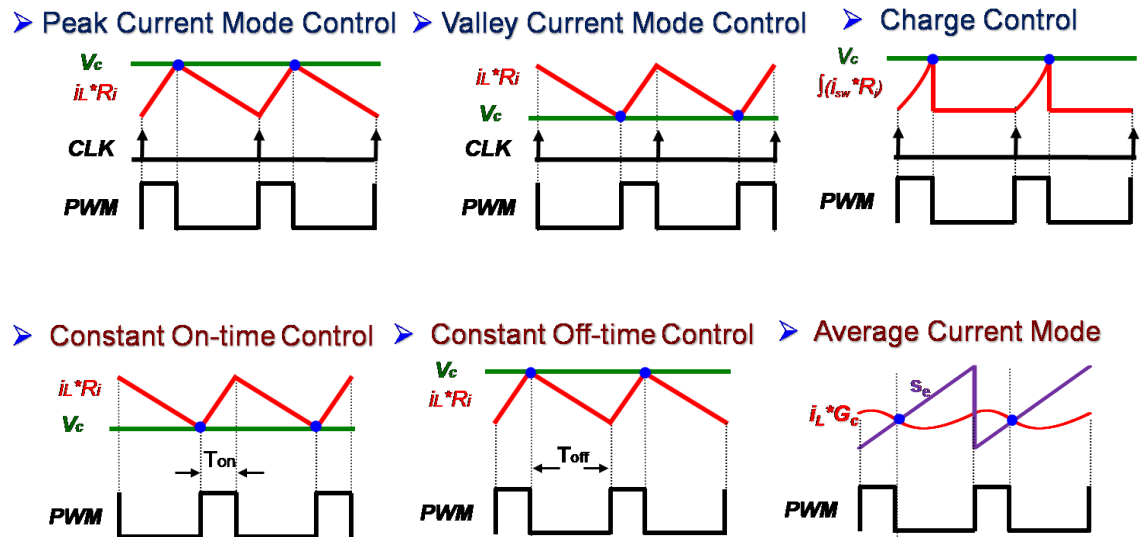 ➢ Peak Current Mode Control
Vc
iL*Ri
CLK
PWM
➢ Valley Current Mode Control
iL*Ri
Vc
CLK
PWM
➢ Charge Control
Vc
∫(isw*Ri)
CLK
PWM
➢ Constant On-time Control
iL*Ri
Vc
Ton
PWM
➢ Constant Off-time Control
Vc
iL*Ri
Toff
PWM
➢ Average Current Mode
se
iL*Gc
PWM